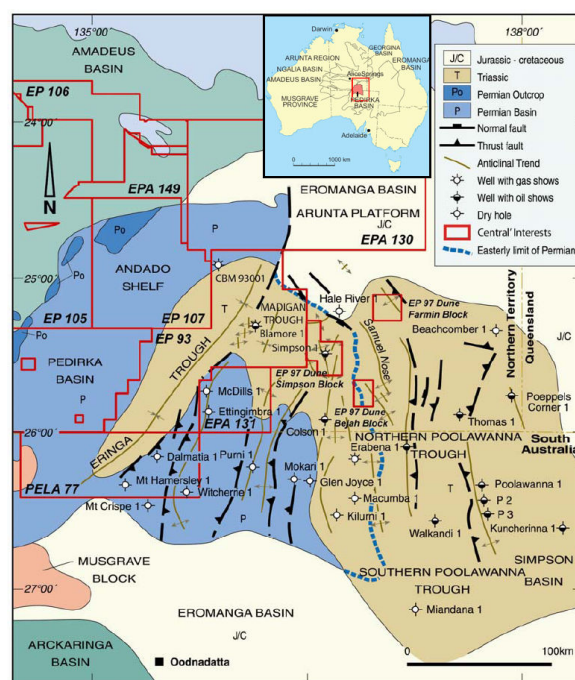 135°00'
138°00'
AMADEUS
BASIN
EP 106
24°00'
EPA 149
N
EROMANGA BASIN
ARUNTA PLATFORM
J/C
EPA 130
Po
Po
Po
ANDADO
SHELF
P
CBM 93001
25°00'
EP 105
EP 107
EP 93
T
MADIGAN
TROUGH
Blamore 1
Simpson 1
Hale River 1
EP 97 Dune
Farmin Block
Beachcomber 1
Samuel Nose
PEDIRKA
BASIN
P
TROUGH
ERINGA
McDills 1
Ettingimbra 1
EP 97 Dune
Simpson Block
EP 97 Dune
Bejah Block
EPA 131
Colson 1
Thomas 1
Poeppels
Corner 1
Northern Territory
Queensland
J/C
26°00'
South
Australia
Erabena 1
NORTHERN POOLAWANNA
TROUGH
Dalmatia 1
Purni 1
Mokari 1
Glen Joyce 1
T
Poolawanna 1
P 2
P 3
PELA 77
Mt Hamersley 1
Witcherrie 1
Macumba 1
Mt Crispe 1
Kilumi 1
Walkandi 1
Kuncherinna 1
P
MUSGRAVE
BLOCK
27°00'
SOUTHERN POOLAWANNA
TROUGH
SIMPSON
BASIN
Miandana 1
EROMANGA BASIN
J/C
ARCKARINGA
BASIN
Oodnadatta
0
100km
Darwin
ARUNTA REGION
NGALIA BASIN
AMADEUS BASIN
MUSGRAVE
PROVINCE
GEORGINA
BASIN
EROMANGA
BASIN
Alice Springs
PEDIRKA
BASIN
Adelaide
0
1000 km
J/C
Jurassic - cretaceous
T
Triassic
Po
Permian Outcrop
P
Permian Basin
Normal fault
Thrust fault
Anticlinal Trend
Well with gas shows
Well with oil shows
Dry hole
Central' Interests
Easterly limit of Permian